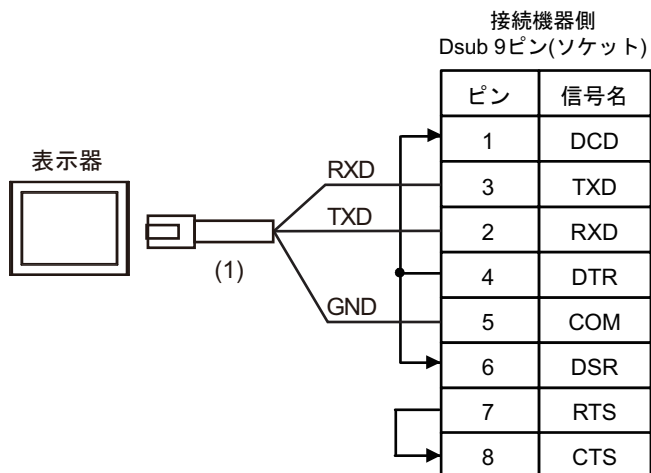 接続機器側
Dsub 9ピン(ソケット)
ピン 信号名
1 DCD
3 TXD
2 RXD
4 DTR
5 COM
6 DSR
7 RTS
8 CTS
表示器
RXD
TXD
GND
(1)